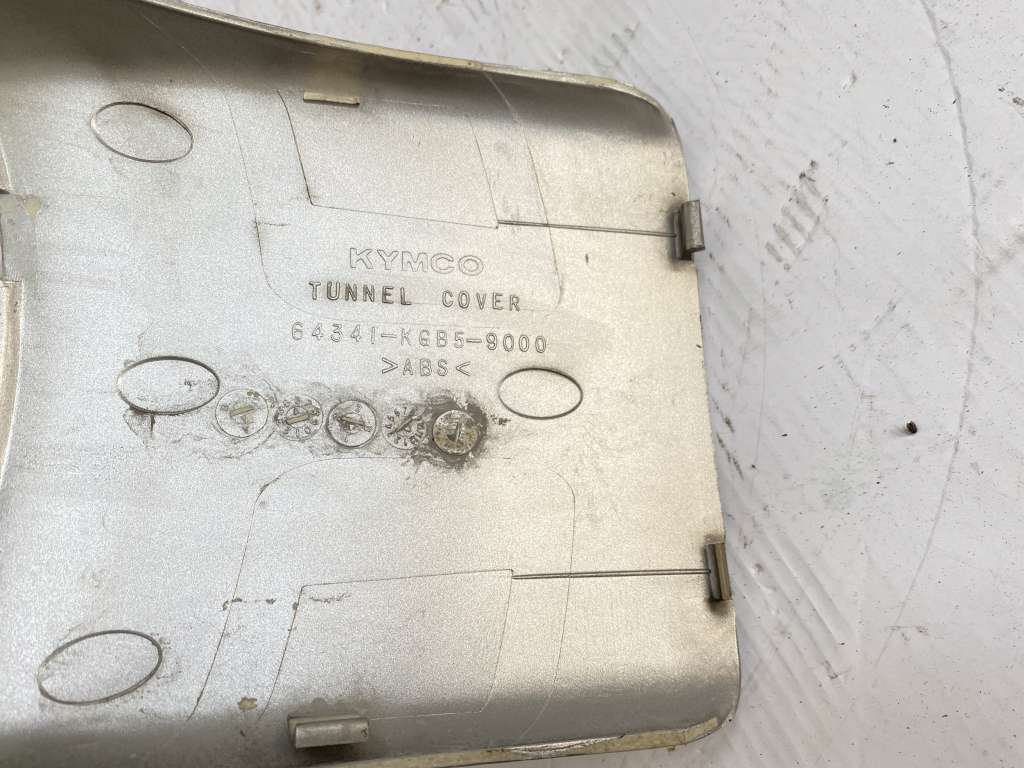 KYMCO
TUNNEL COVER
64341-KGB5-9000
>ABS<